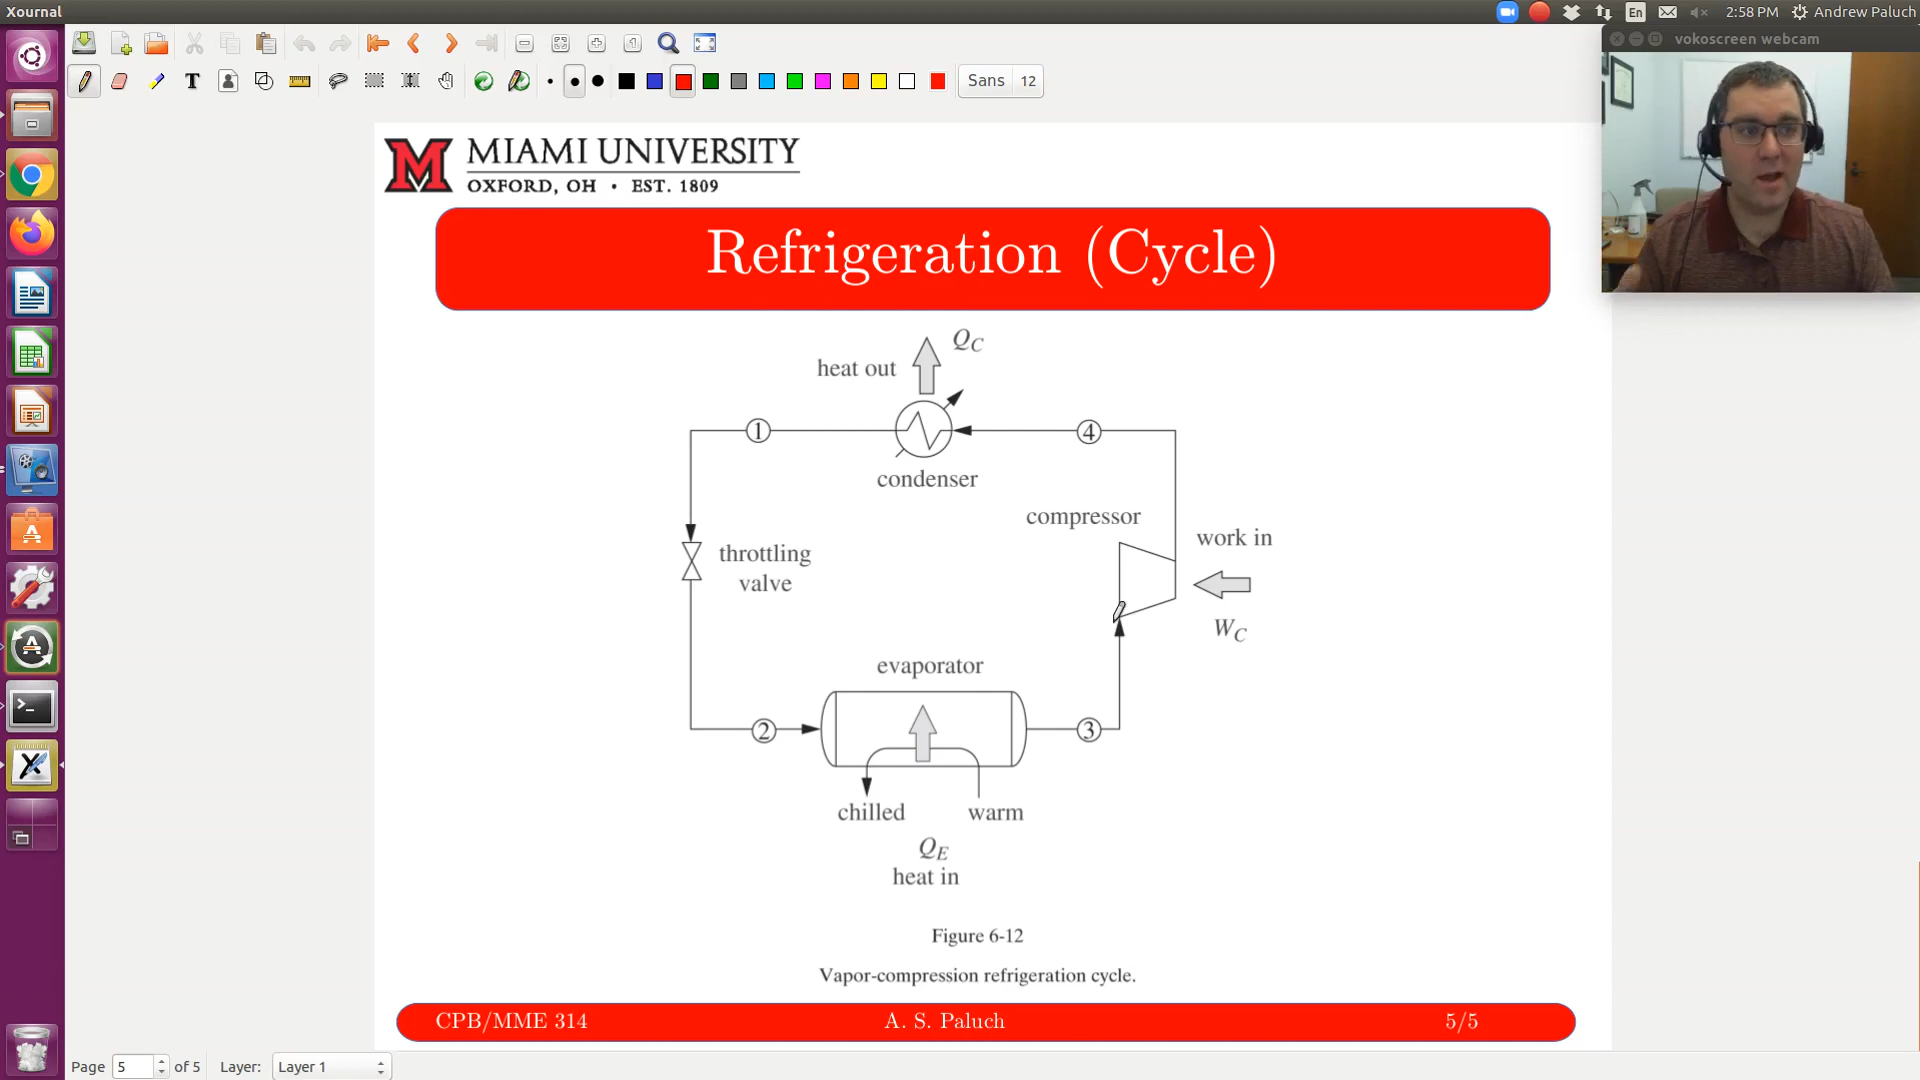 Xournal
En
2:58 PM
Andrew Paluch
vokoscreen webcam
T
Sans 12
M MIAMI UNIVERSITY
OXFORD, OH • EST. 1809
Refrigeration (Cycle)
Q_C
heat out
1
4
condenser
compressor
work in
throttling
valve
W_C
evaporator
2
3
chilled
warm
Q_E
heat in
Figure 6-12
Vapor-compression refrigeration cycle.
CPB/MME 314
A. S. Paluch
5/5
Page 5 of 5
Layer: Layer 1